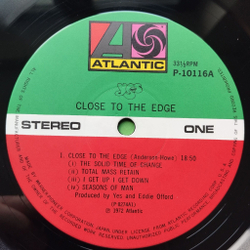 ATLANTIC
33⅓RPM
P-10116A
yes
CLOSE TO THE EDGE
STEREO
ONE
1. CLOSE TO THE EDGE (Anderson-Howe) 18:50
(i) THE SOLID TIME OF CHANGE
(ii) TOTAL MASS RETAIN
(iii) I GET UP I GET DOWN
(iv) SEASONS OF MAN
Produced by Yes and Eddie Offord
℗ 1972 Atlantic